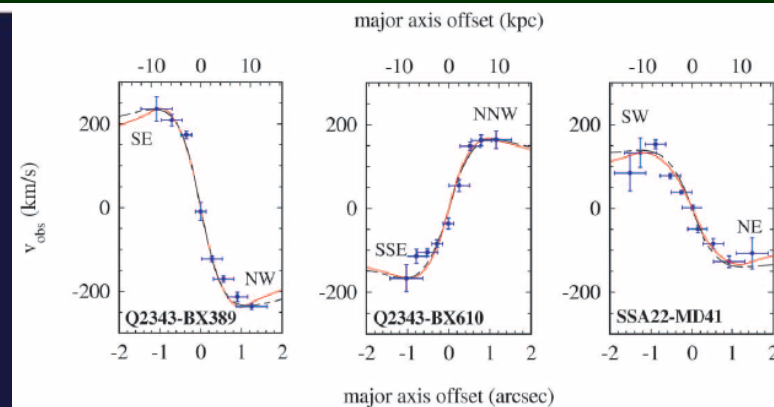 major axis offset (kpc)
-10 0 10
-10 0 10
-10 0 10
200
0
-200
SE
NW
Q2343-BX389
-2 -1 0 1 2
200
0
-200
NNW
SSE
Q2343-BX610
-2 -1 0 1 2
200
0
-200
SW
NE
SSA22-MD41
-2 -1 0 1 2
v_obs (km/s)
major axis offset (arcsec)